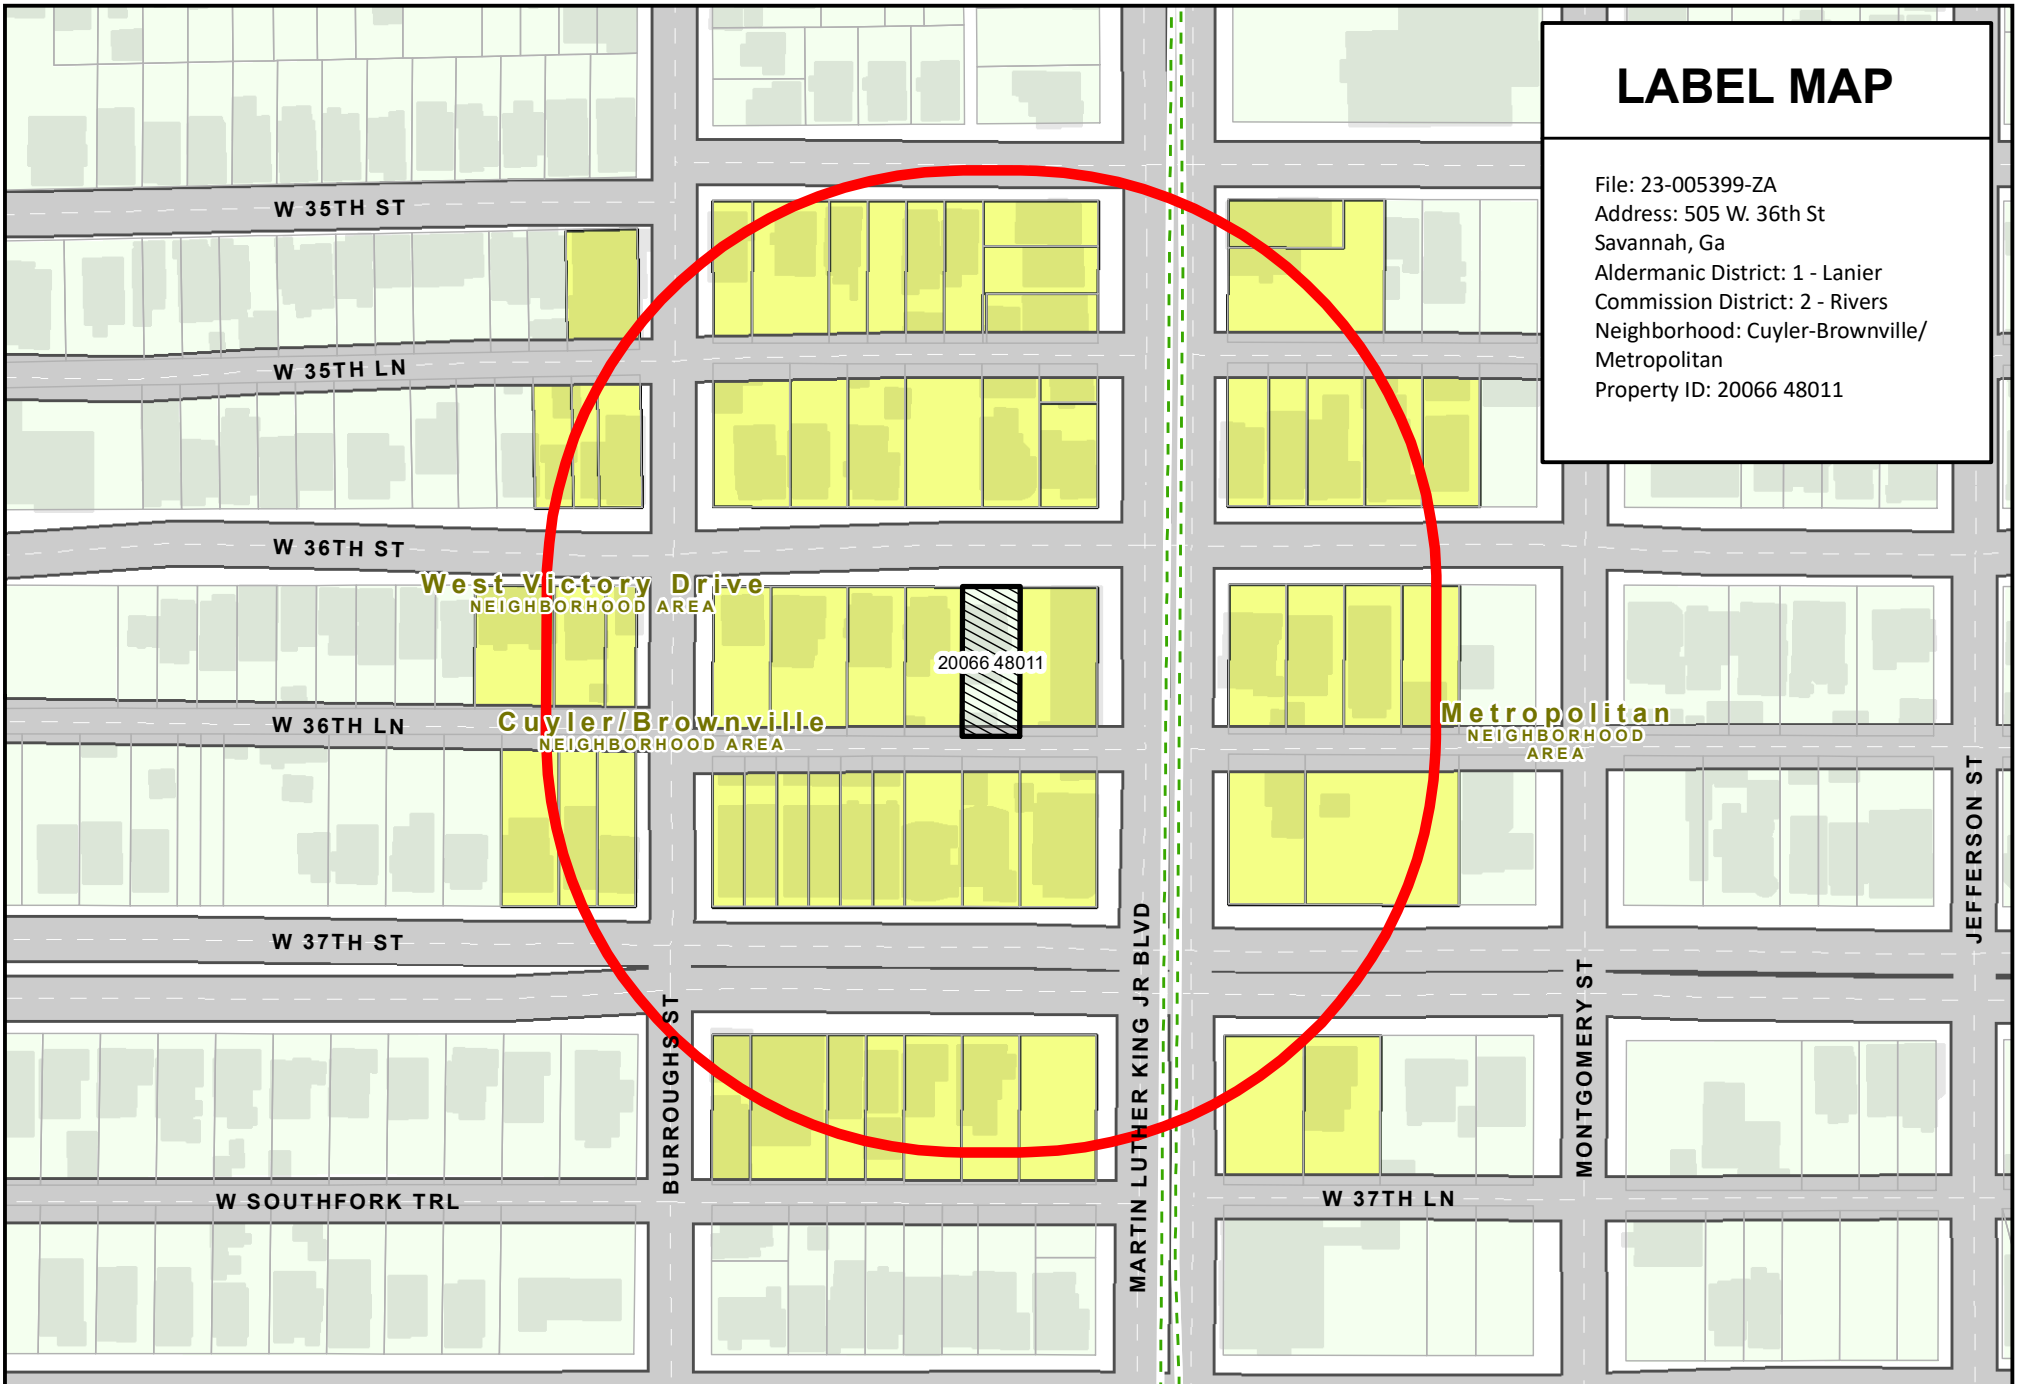 LABEL MAP
File: 23-005399-ZA
Address: 505 W. 36th St
Savannah, Ga
Aldermanic District: 1 - Lanier
Commission District: 2 - Rivers
Neighborhood: Cuyler-Brownville/
Metropolitan
Property ID: 20066 48011
W 35TH ST
W 35TH LN
W 36TH ST
West Victory Drive
NEIGHBORHOOD AREA
20066 48011
W 36TH LN
Cuyler/Brownville
NEIGHBORHOOD AREA
Metropolitan
NEIGHBORHOOD
AREA
W 37TH ST
BURROUGHS ST
MARTIN LUTHER KING JR BLVD
MONTGOMERY ST
JEFFERSON ST
W SOUTHFORK TRL
W 37TH LN